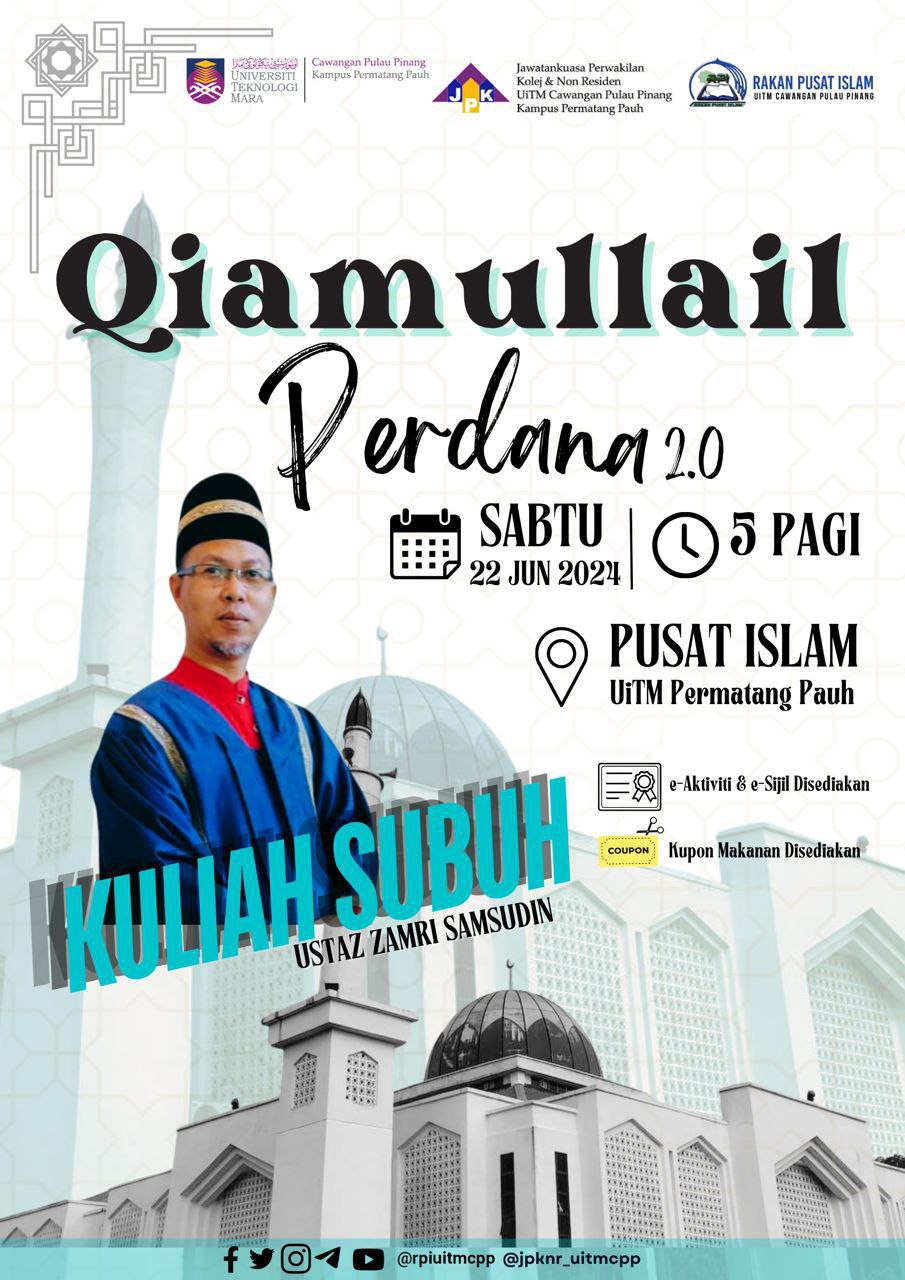 UNIVERSITI
TEKNOLOGI
MARA
Cawangan Pulau Pinang
Kampus Permatang Pauh
JPK
Jawatankuasa Perwakilan
Kolej & Non Residen
UiTM Cawangan Pulau Pinang
Kampus Permatang Pauh
RPI
RAKAN PUSAT ISLAM
UITM CAWANGAN PULAU PINANG
Qiamullail
Perdana 2.0
SABTU
22 JUN 2024
5 PAGI
PUSAT ISLAM
UiTM Permatang Pauh
e-Aktiviti & e-Sijil Disediakan
COUPON
Kupon Makanan Disediakan
KULIAH SUBUH
USTAZ ZAMRI SAMSUDIN
@rpiuitmcpp @jpknr_uitmcpp